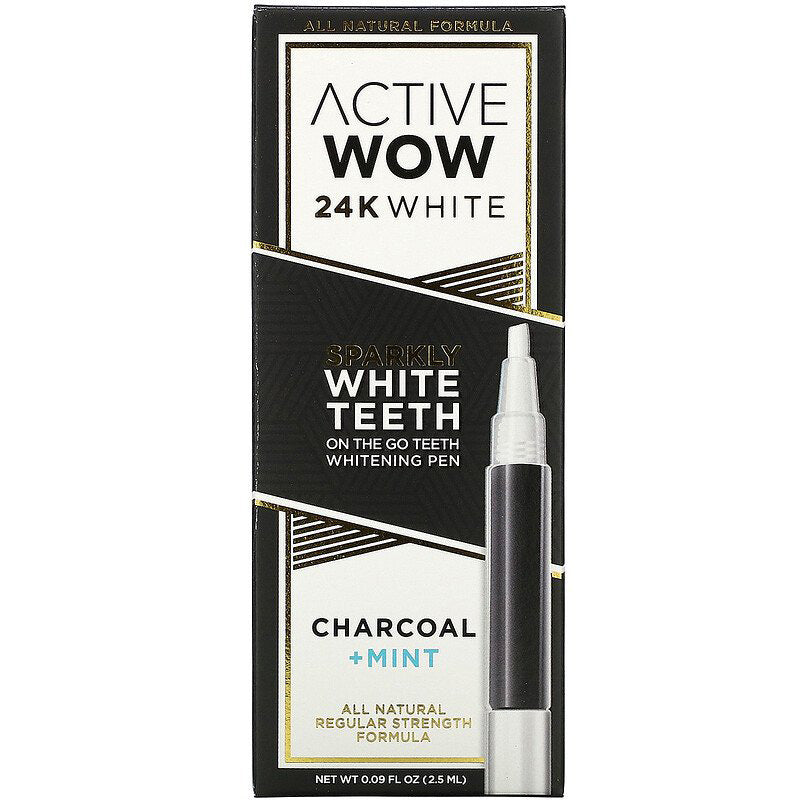 ALL NATURAL FORMULA
ACTIVE
WOW
24K WHITE
SPARKLY
WHITE
TEETH
ON THE GO TEETH
WHITENING PEN
CHARCOAL
+MINT
ALL NATURAL
REGULAR STRENGTH
FORMULA
NET WT 0.09 FL OZ (2.5 ML)